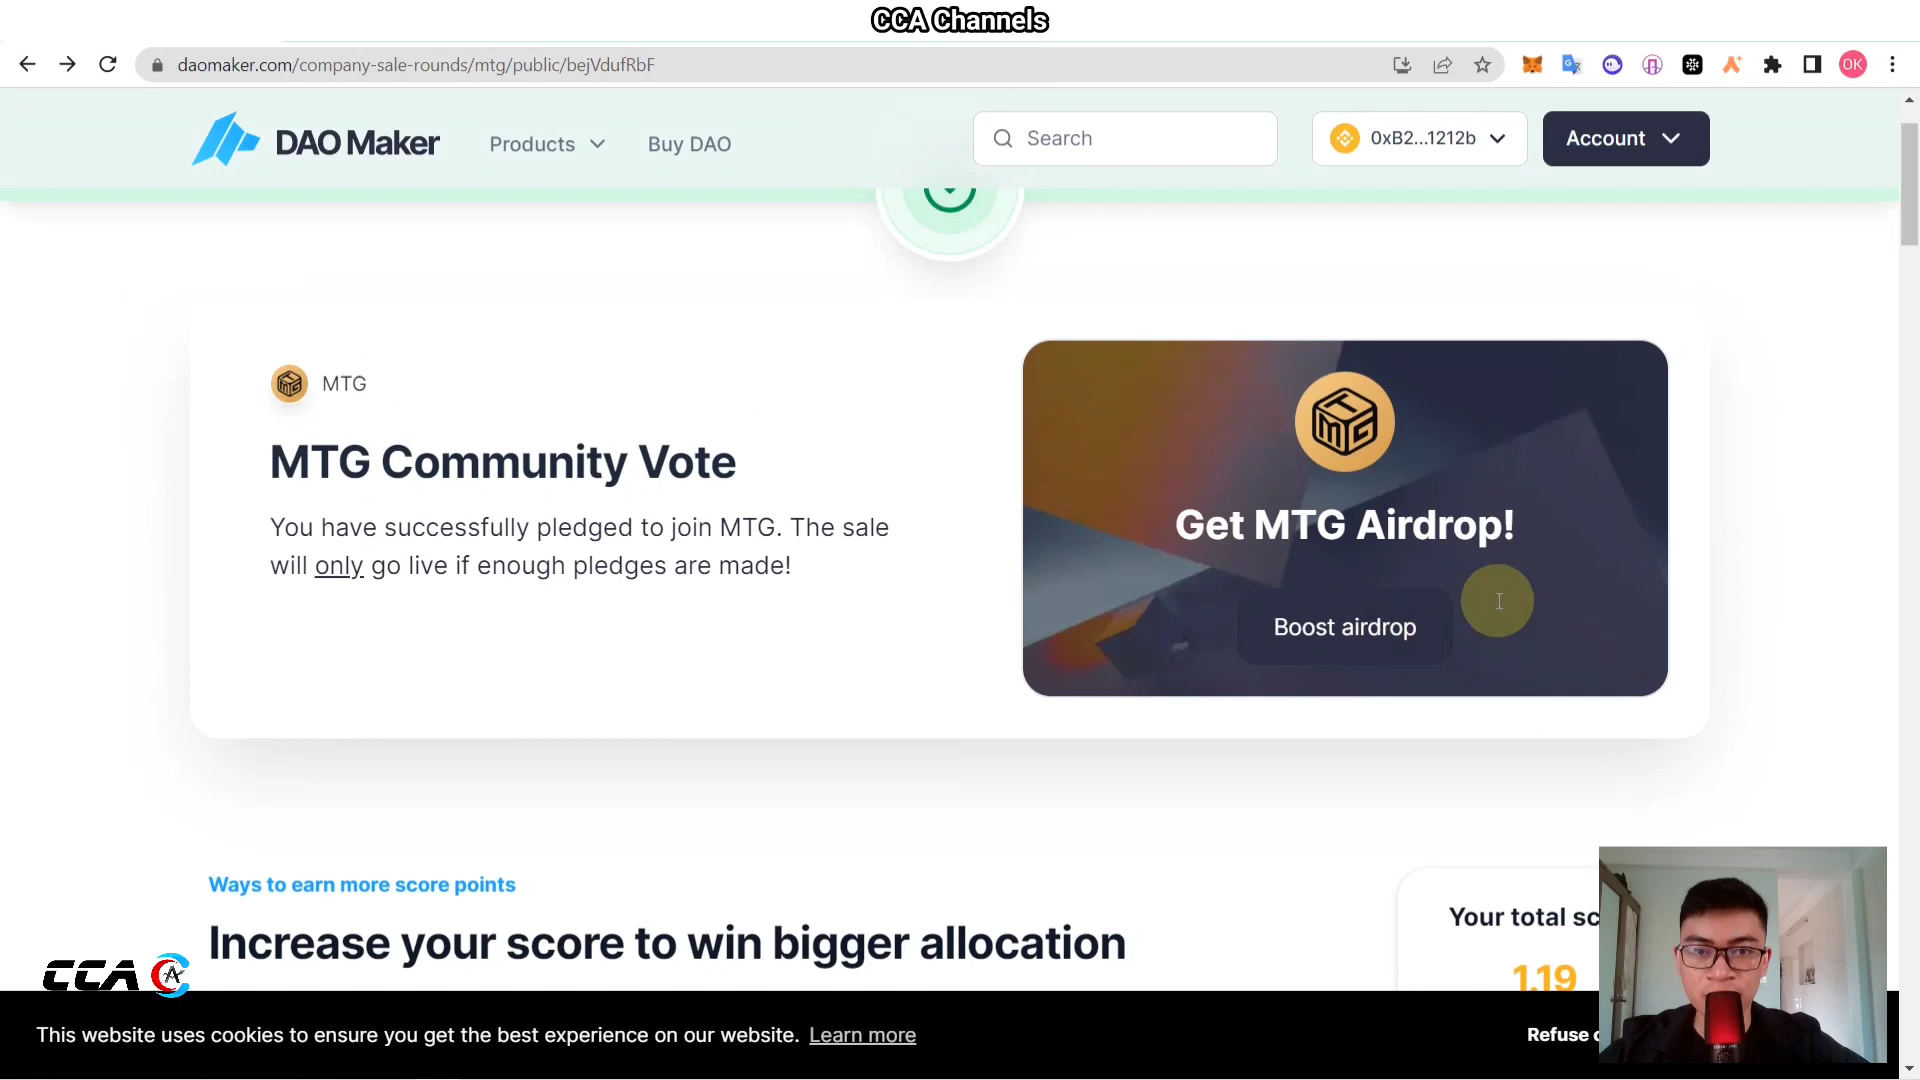 CCA Channels
daomaker.com/company-sale-rounds/mtg/public/bejVdufRbF
OK
DAO Maker
Products
Buy DAO
Search
0xB2...1212b
Account
MTG
MTG Community Vote
You have successfully pledged to join MTG. The sale
will only go live if enough pledges are made!
MTG
Get MTG Airdrop!
Boost airdrop
Ways to earn more score points
Increase your score to win bigger allocation
Your total sc
1.19
CCA
This website uses cookies to ensure you get the best experience on our website. Learn more
Refuse